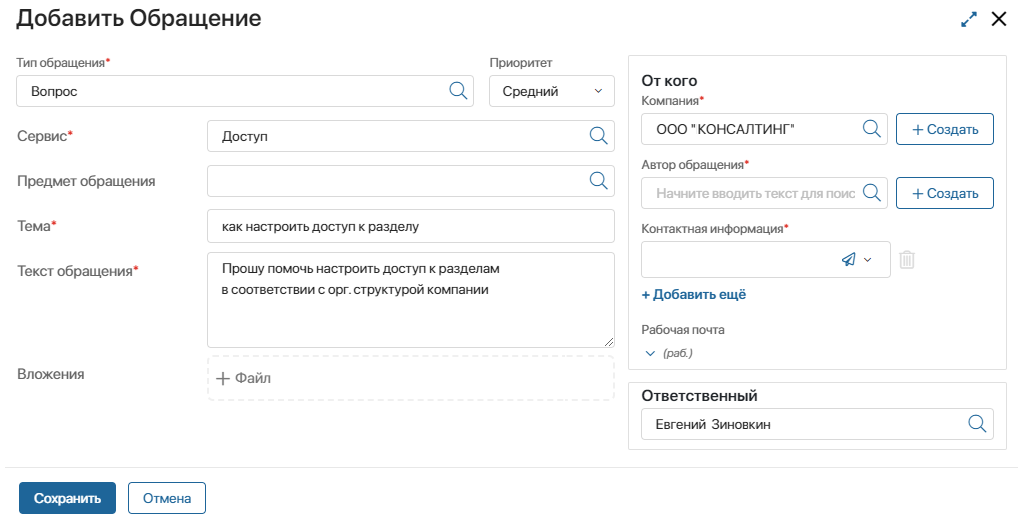 Добавить Обращение
Тип обращения*
Вопрос
Приоритет
Средний
Сервис*
Доступ
Предмет обращения
Тема*
как настроить доступ к разделу
Текст обращения*
Прошу помочь настроить доступ к разделам
в соответствии с орг. структурой компании
Вложения
+ Файл
От кого
Компания*
ООО "КОНСАЛТИНГ"
+ Создать
Автор обращения*
Начните вводить текст для поис
+ Создать
Контактная информация*
+ Добавить ещё
Рабочая почта
(раб.)
Ответственный
Евгений Зиновкин
Сохранить
Отмена